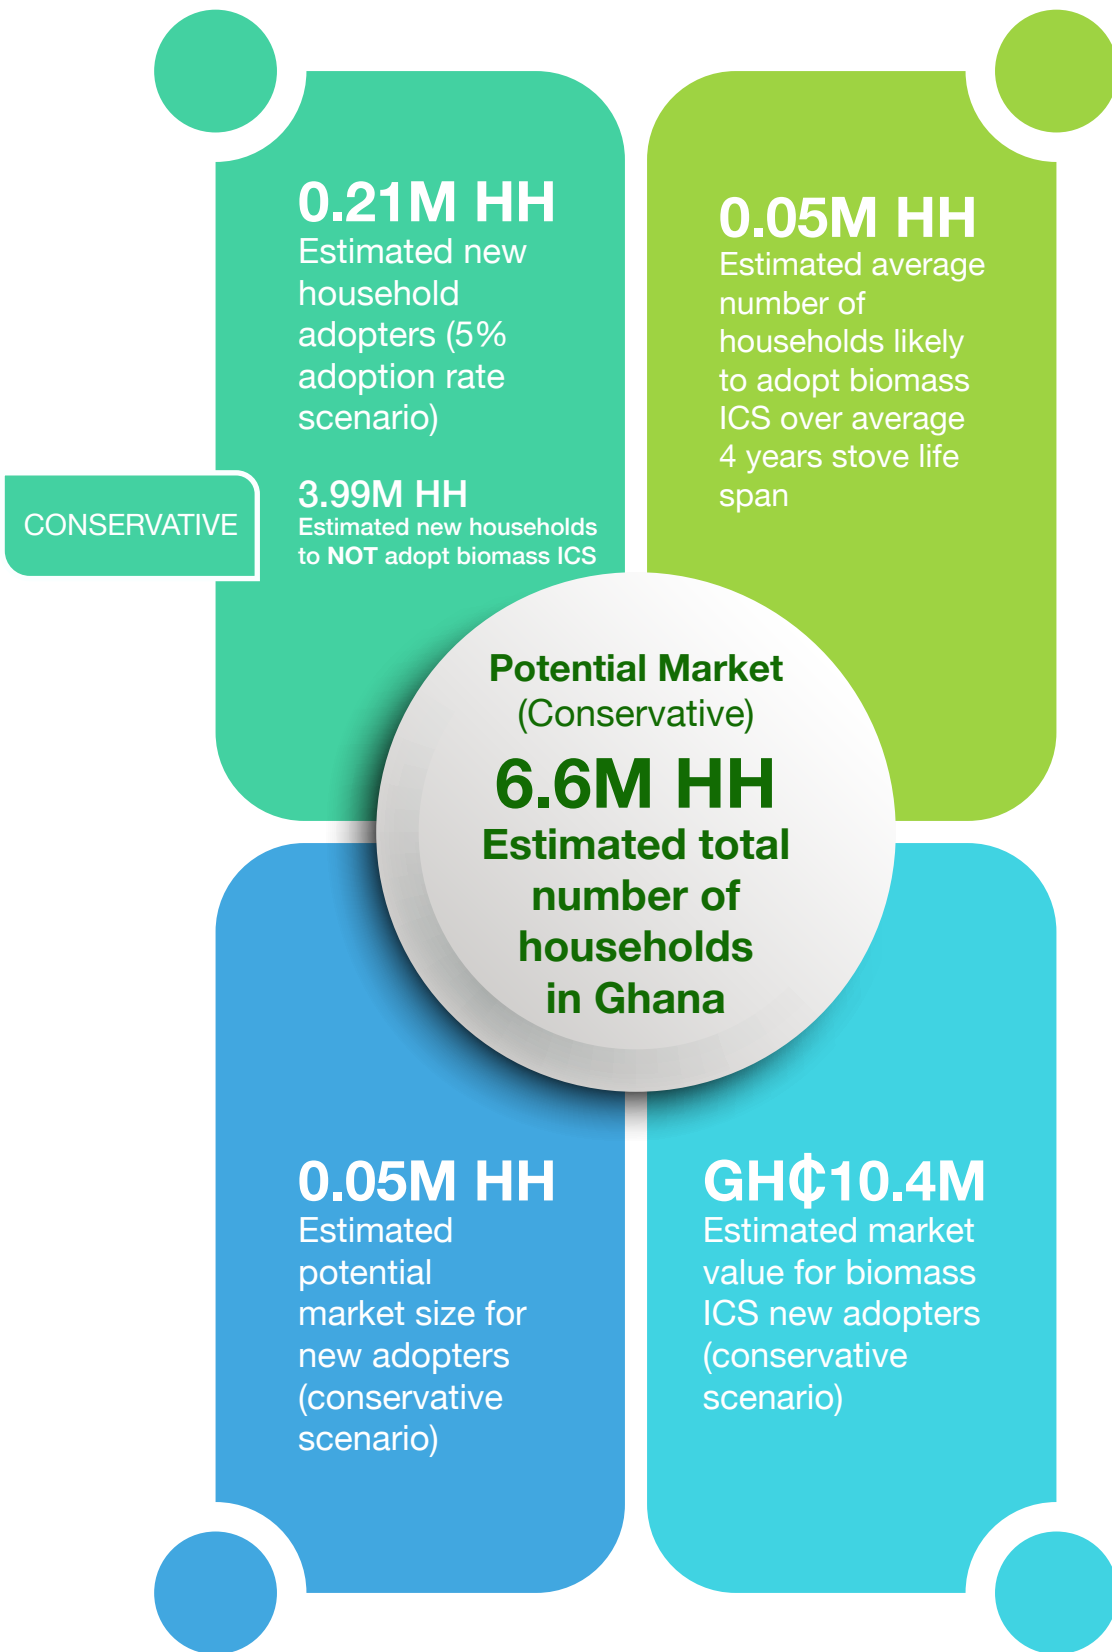 0.21M HH
Estimated new
household
adopters (5%
adoption rate
scenario)
3.99M HH
Estimated new households
to NOT adopt biomass ICS
CONSERVATIVE
0.05M HH
Estimated average
number of
households likely
to adopt biomass
ICS over average
4 years stove life
span
Potential Market
(Conservative)
6.6M HH
Estimated total
number of
households
in Ghana
0.05M HH
Estimated
potential
market size for
new adopters
(conservative
scenario)
GH₵10.4M
Estimated market
value for biomass
ICS new adopters
(conservative
scenario)